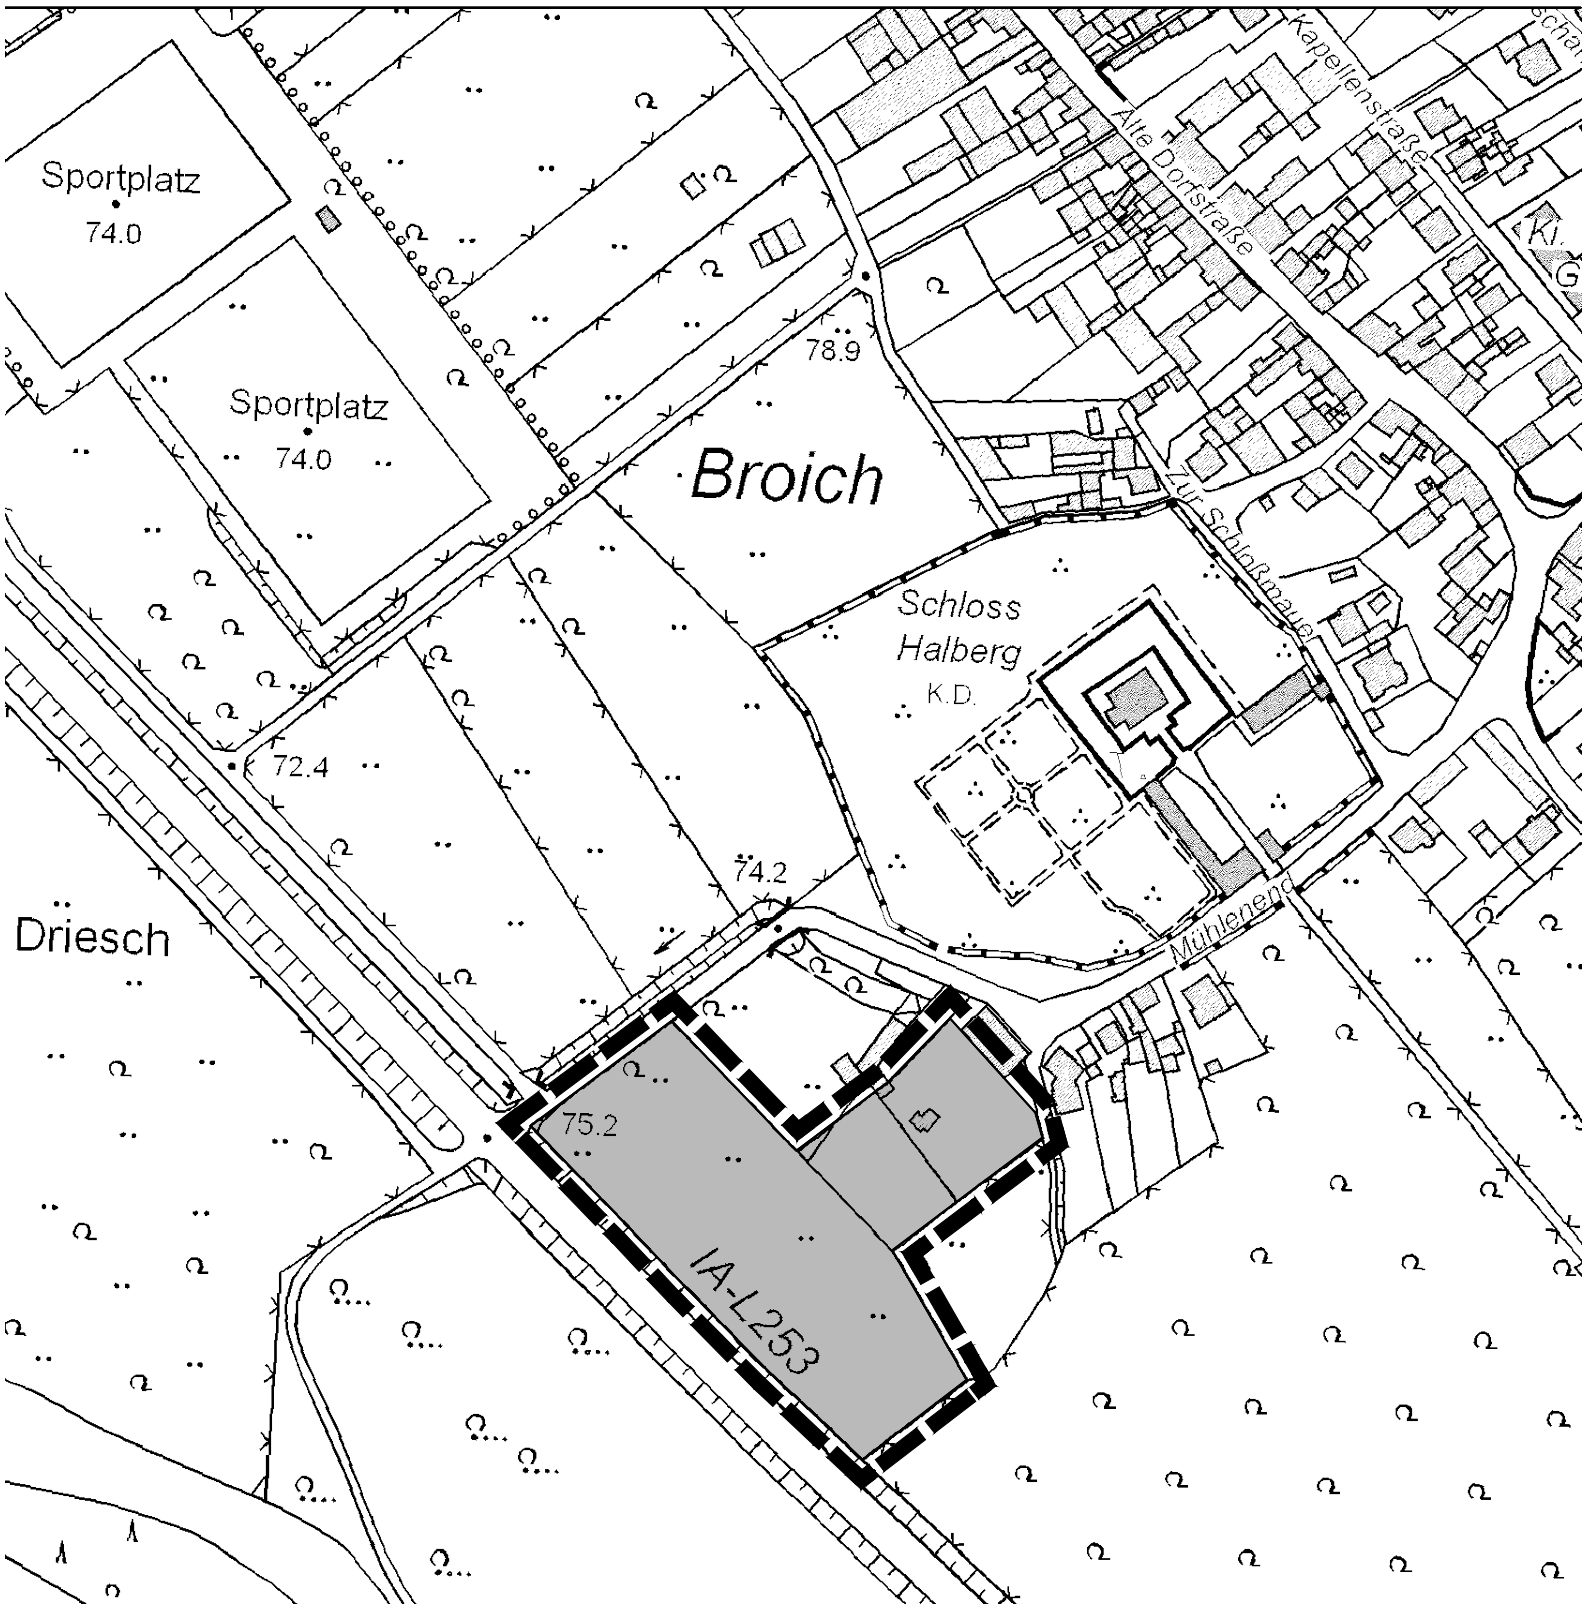 Kapellenstraße
Alte Dorfstraße
Sportplatz
74.0
Kl.
G
78.9
Sportplatz
74.0
Broich
Zur Schloßmauer
Schloss
Halberg
K.D.
72.4
74.2
Mühlenend
Driesch
75.2
IA-L253